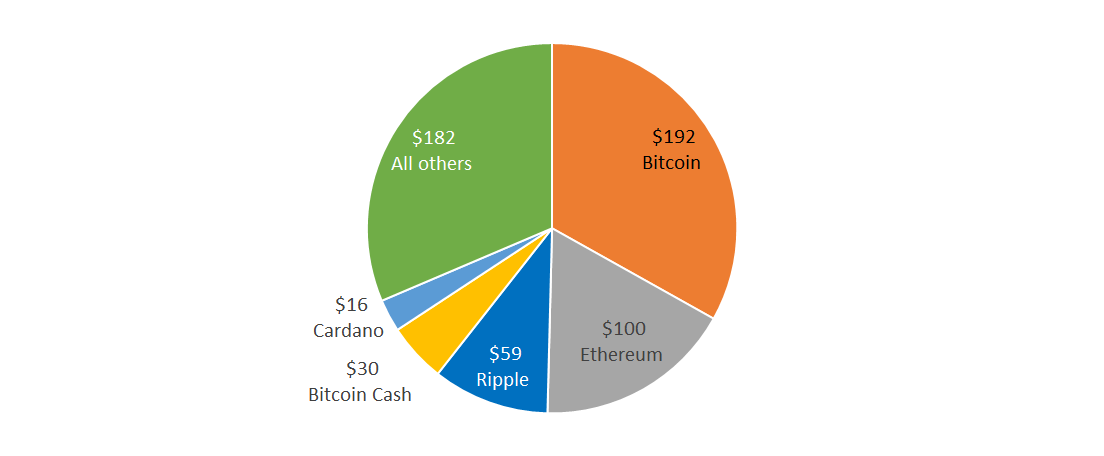 $182
All others
$192
Bitcoin
$16
Cardano
$100
Ethereum
$59
Ripple
$30
Bitcoin Cash